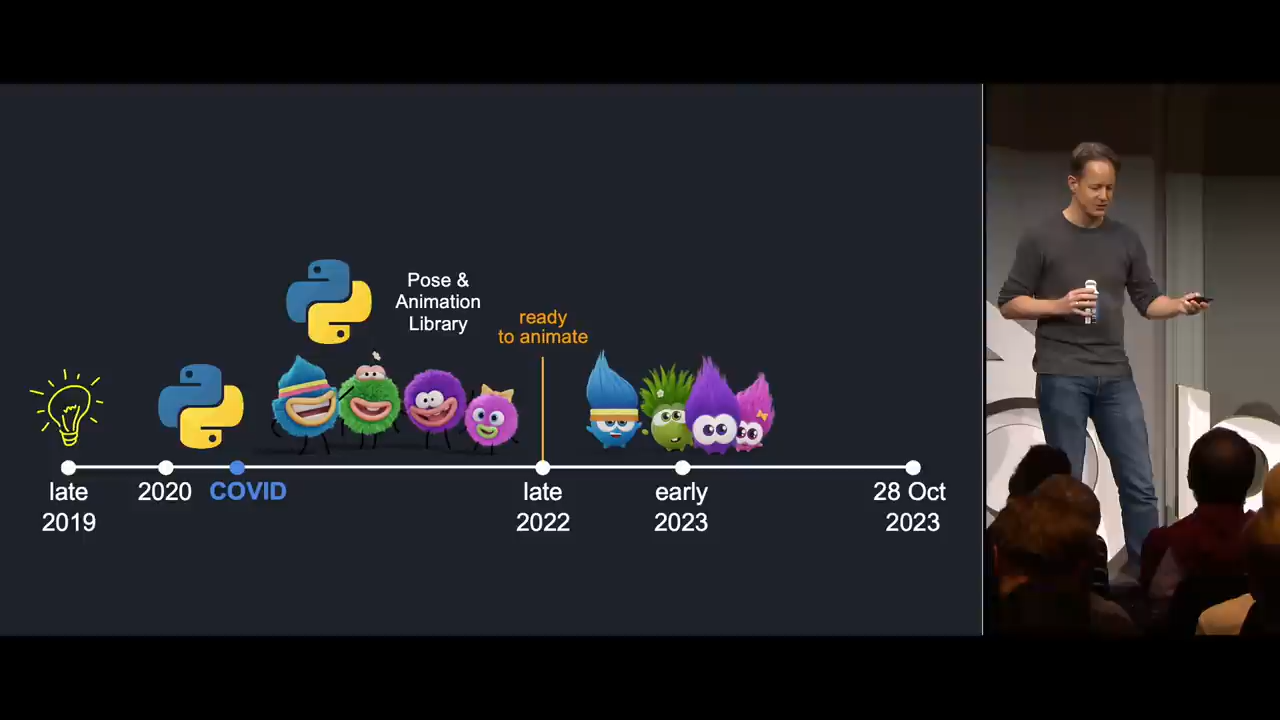 Pose &
Animation
Library
ready
to animate
late
2019
2020
COVID
late
2022
early
2023
28 Oct
2023